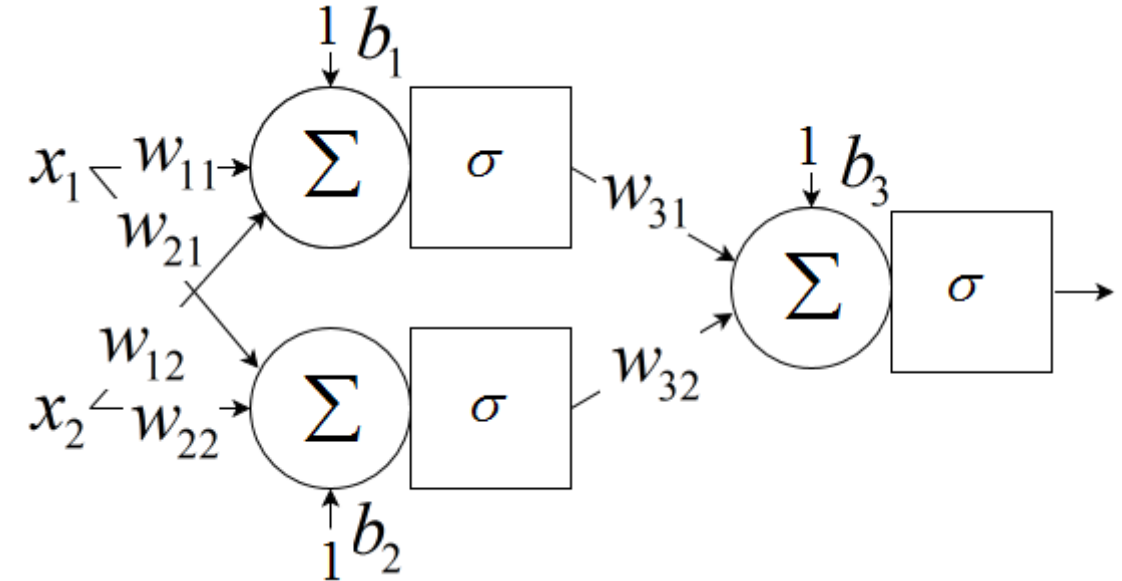 1 b₁
x₁ w₁₁ Σ σ
w₂₁ w₃₁ 1 b₃
Σ σ
w₁₂ w₃₂
x₂ w₂₂ Σ σ
1 b₂